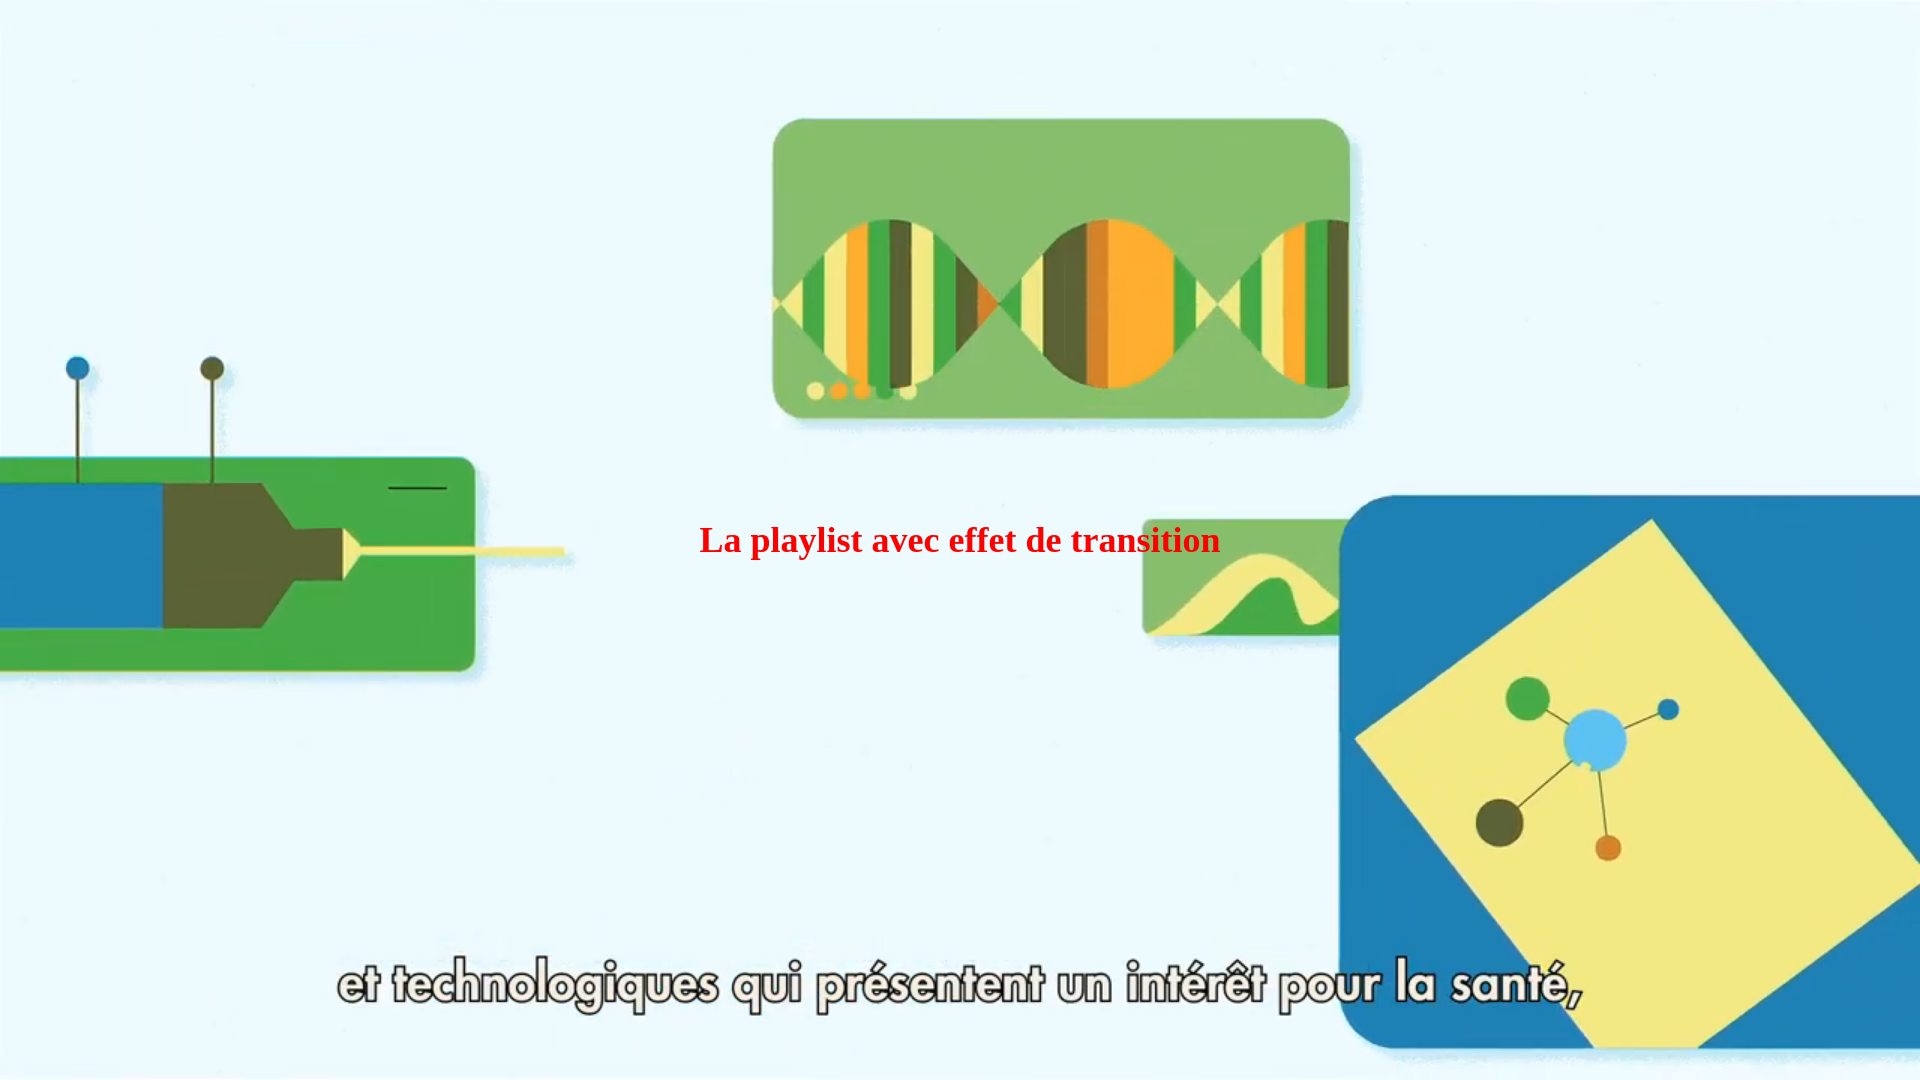 La playlist avec effet de transition
et technologiques qui présentent un intérêt pour la santé,